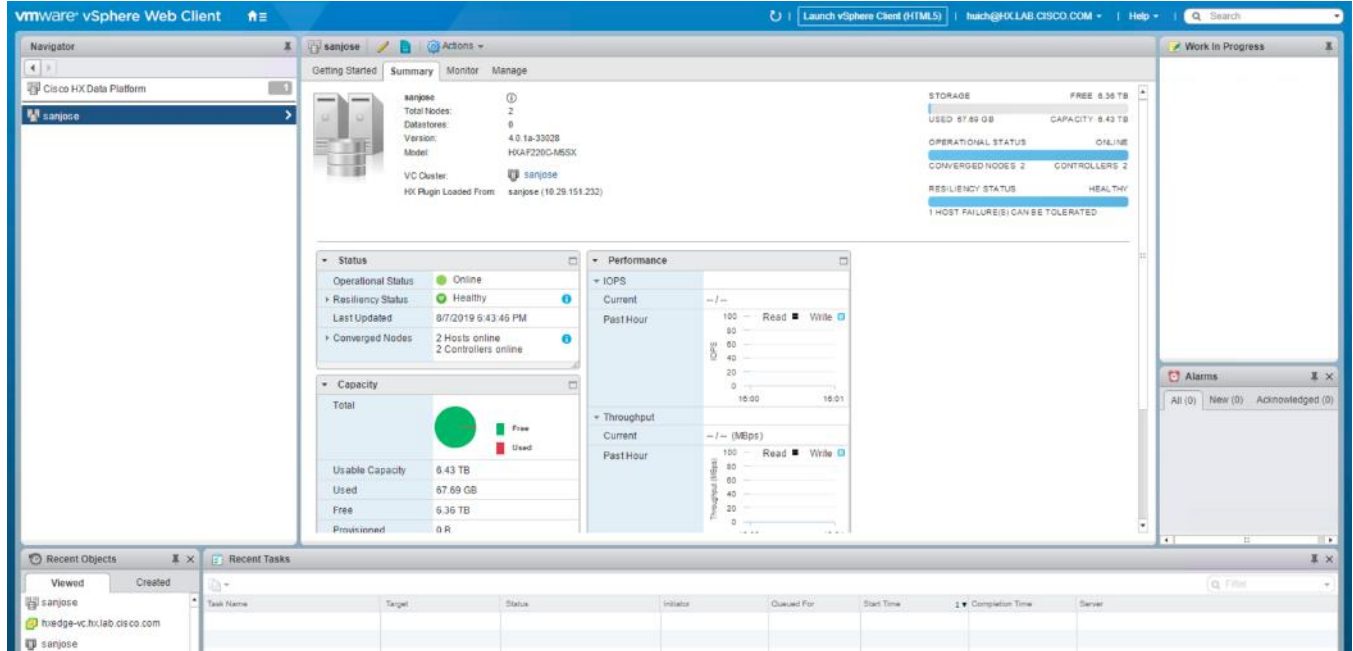 vmware® vSphere Web Client
Launch vSphere Client (HTML5) | huich@HX.LAB.CISCO.COM | Help | Search
Navigator
Cisco HX Data Platform 1
sanjose
sanjose Actions
Getting Started Summary Monitor Manage
sanjose
Total Nodes: 2
Datastores: 0
Version: 4.0.1a-33028
Model: HXAF220C-M5SX
VC Cluster: sanjose
HX Plugin Loaded From: sanjose (10.29.151.232)
STORAGE FREE 6.36 TB
USED 67.69 GB CAPACITY 6.43 TB
OPERATIONAL STATUS ONLINE
CONVERGED NODES 2 CONTROLLERS 2
RESILIENCY STATUS HEALTHY
1 HOST FAILURE(S) CAN BE TOLERATED
Status
Operational Status Online
Resiliency Status Healthy
Last Updated 8/7/2019 6:43:46 PM
Converged Nodes 2 Hosts online
2 Controllers online
Capacity
Total
Free
Used
Usable Capacity 6.43 TB
Used 67.69 GB
Free 6.36 TB
Provisioned 0 B
Performance
IOPS
Current -- / --
Past Hour
Read Write
100
80
60
40
20
0
IOPS
16:00 16:01
Throughput
Current -- / -- (MBps)
Past Hour
Read Write
100
80
60
40
20
0
Throughput (MBps)
Work In Progress
Alarms
All (0) New (0) Acknowledged (0)
Recent Objects
Viewed Created
sanjose
hxedge-vc.hx.lab.cisco.com
sanjose
Recent Tasks
Filter
Task Name Target Status Initiator Queued For Start Time 1 Completion Time Server